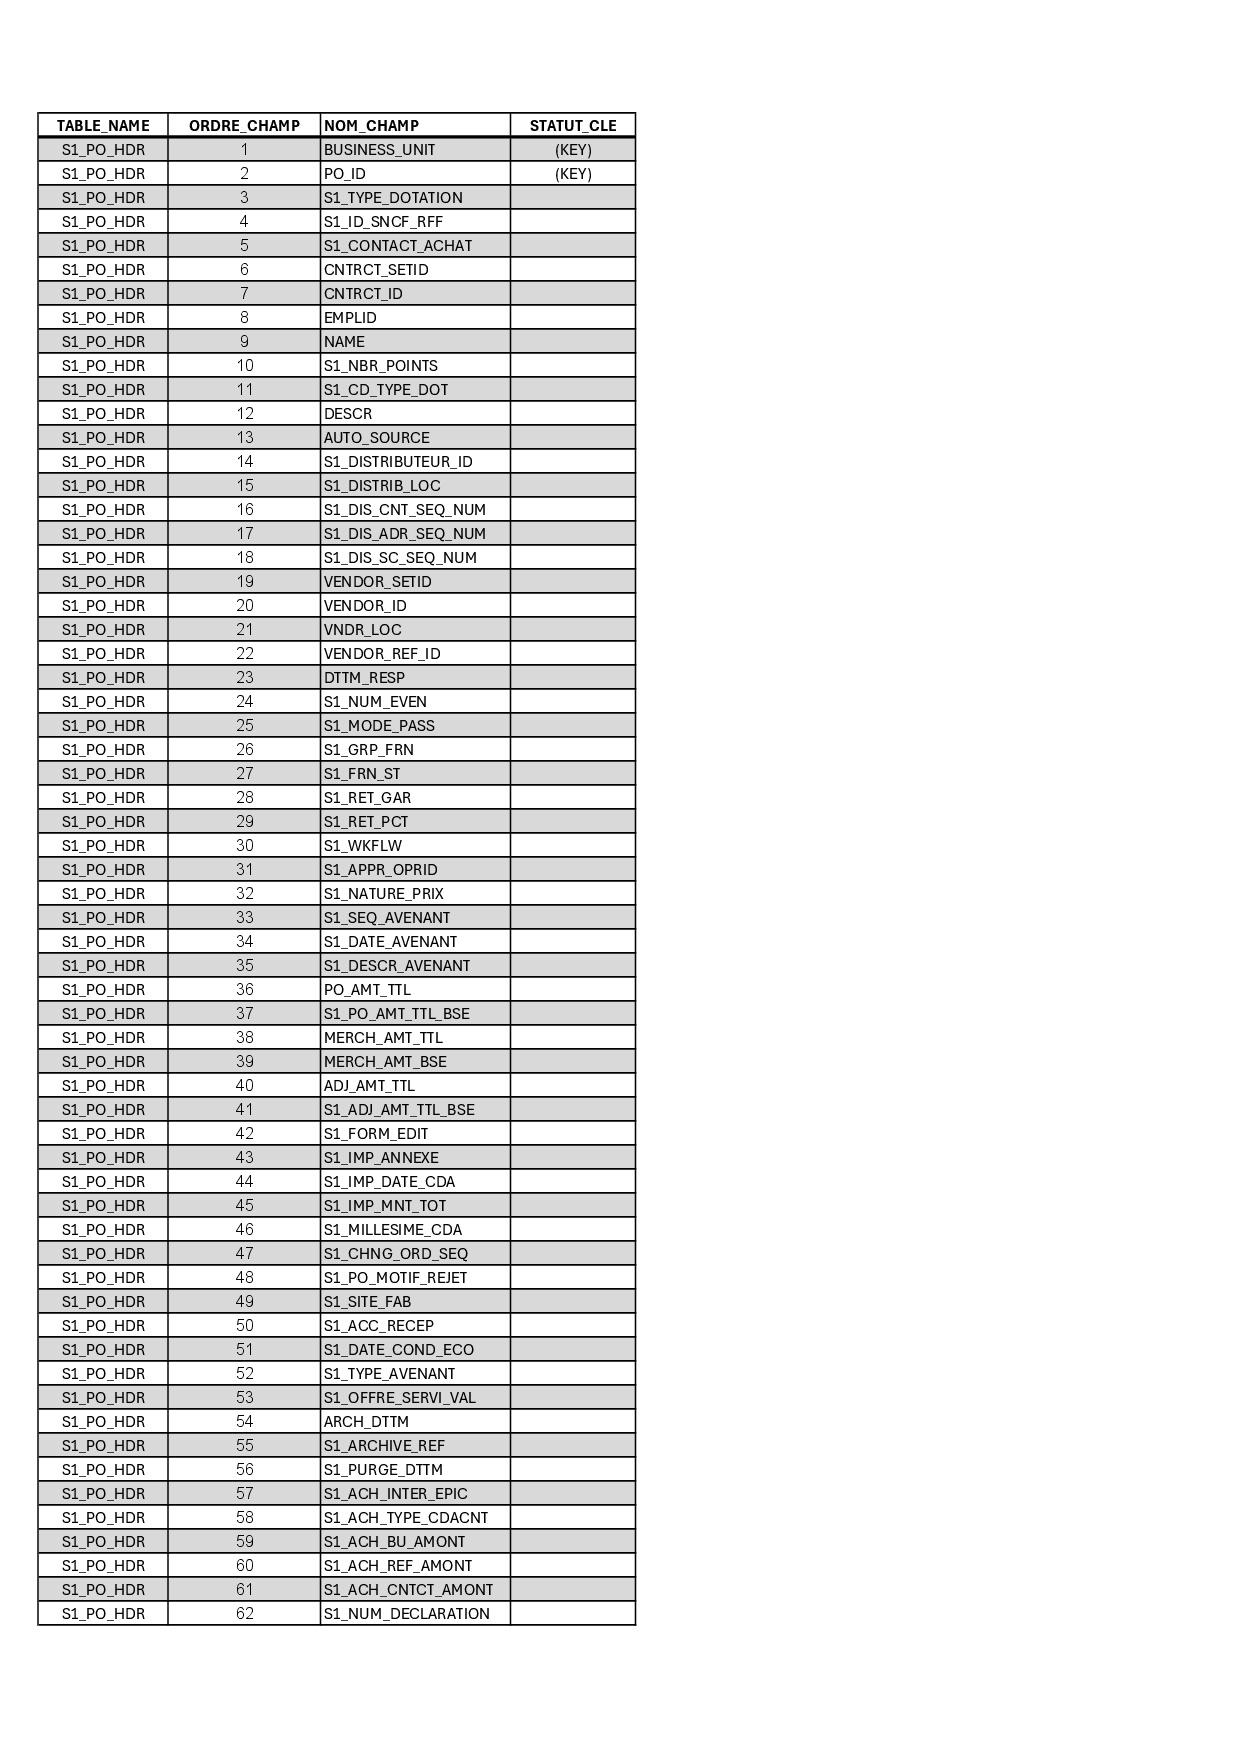 TABLE_NAME ORDRE_CHAMP NOM_CHAMP STATUT_CLE
S1_PO_HDR 1 BUSINESS_UNIT (KEY)
S1_PO_HDR 2 PO_ID (KEY)
S1_PO_HDR 3 S1_TYPE_DOTATION
S1_PO_HDR 4 S1_ID_SNCF_RFF
S1_PO_HDR 5 S1_CONTACT_ACHAT
S1_PO_HDR 6 CNTRCT_SETID
S1_PO_HDR 7 CNTRCT_ID
S1_PO_HDR 8 EMPLID
S1_PO_HDR 9 NAME
S1_PO_HDR 10 S1_NBR_POINTS
S1_PO_HDR 11 S1_CD_TYPE_DOT
S1_PO_HDR 12 DESCR
S1_PO_HDR 13 AUTO_SOURCE
S1_PO_HDR 14 S1_DISTRIBUTEUR_ID
S1_PO_HDR 15 S1_DISTRIB_LOC
S1_PO_HDR 16 S1_DIS_CNT_SEQ_NUM
S1_PO_HDR 17 S1_DIS_ADR_SEQ_NUM
S1_PO_HDR 18 S1_DIS_SC_SEQ_NUM
S1_PO_HDR 19 VENDOR_SETID
S1_PO_HDR 20 VENDOR_ID
S1_PO_HDR 21 VNDR_LOC
S1_PO_HDR 22 VENDOR_REF_ID
S1_PO_HDR 23 DTTM_RESP
S1_PO_HDR 24 S1_NUM_EVEN
S1_PO_HDR 25 S1_MODE_PASS
S1_PO_HDR 26 S1_GRP_FRN
S1_PO_HDR 27 S1_FRN_ST
S1_PO_HDR 28 S1_RET_GAR
S1_PO_HDR 29 S1_RET_PCT
S1_PO_HDR 30 S1_WKFLW
S1_PO_HDR 31 S1_APPR_OPRID
S1_PO_HDR 32 S1_NATURE_PRIX
S1_PO_HDR 33 S1_SEQ_AVENANT
S1_PO_HDR 34 S1_DATE_AVENANT
S1_PO_HDR 35 S1_DESCR_AVENANT
S1_PO_HDR 36 PO_AMT_TTL
S1_PO_HDR 37 S1_PO_AMT_TTL_BSE
S1_PO_HDR 38 MERCH_AMT_TTL
S1_PO_HDR 39 MERCH_AMT_BSE
S1_PO_HDR 40 ADJ_AMT_TTL
S1_PO_HDR 41 S1_ADJ_AMT_TTL_BSE
S1_PO_HDR 42 S1_FORM_EDIT
S1_PO_HDR 43 S1_IMP_ANNEXE
S1_PO_HDR 44 S1_IMP_DATE_CDA
S1_PO_HDR 45 S1_IMP_MNT_TOT
S1_PO_HDR 46 S1_MILLESIME_CDA
S1_PO_HDR 47 S1_CHNG_ORD_SEQ
S1_PO_HDR 48 S1_PO_MOTIF_REJET
S1_PO_HDR 49 S1_SITE_FAB
S1_PO_HDR 50 S1_ACC_RECEP
S1_PO_HDR 51 S1_DATE_COND_ECO
S1_PO_HDR 52 S1_TYPE_AVENANT
S1_PO_HDR 53 S1_OFFRE_SERVI_VAL
S1_PO_HDR 54 ARCH_DTTM
S1_PO_HDR 55 S1_ARCHIVE_REF
S1_PO_HDR 56 S1_PURGE_DTTM
S1_PO_HDR 57 S1_ACH_INTER_EPIC
S1_PO_HDR 58 S1_ACH_TYPE_CDACNT
S1_PO_HDR 59 S1_ACH_BU_AMONT
S1_PO_HDR 60 S1_ACH_REF_AMONT
S1_PO_HDR 61 S1_ACH_CNTCT_AMONT
S1_PO_HDR 62 S1_NUM_DECLARATION